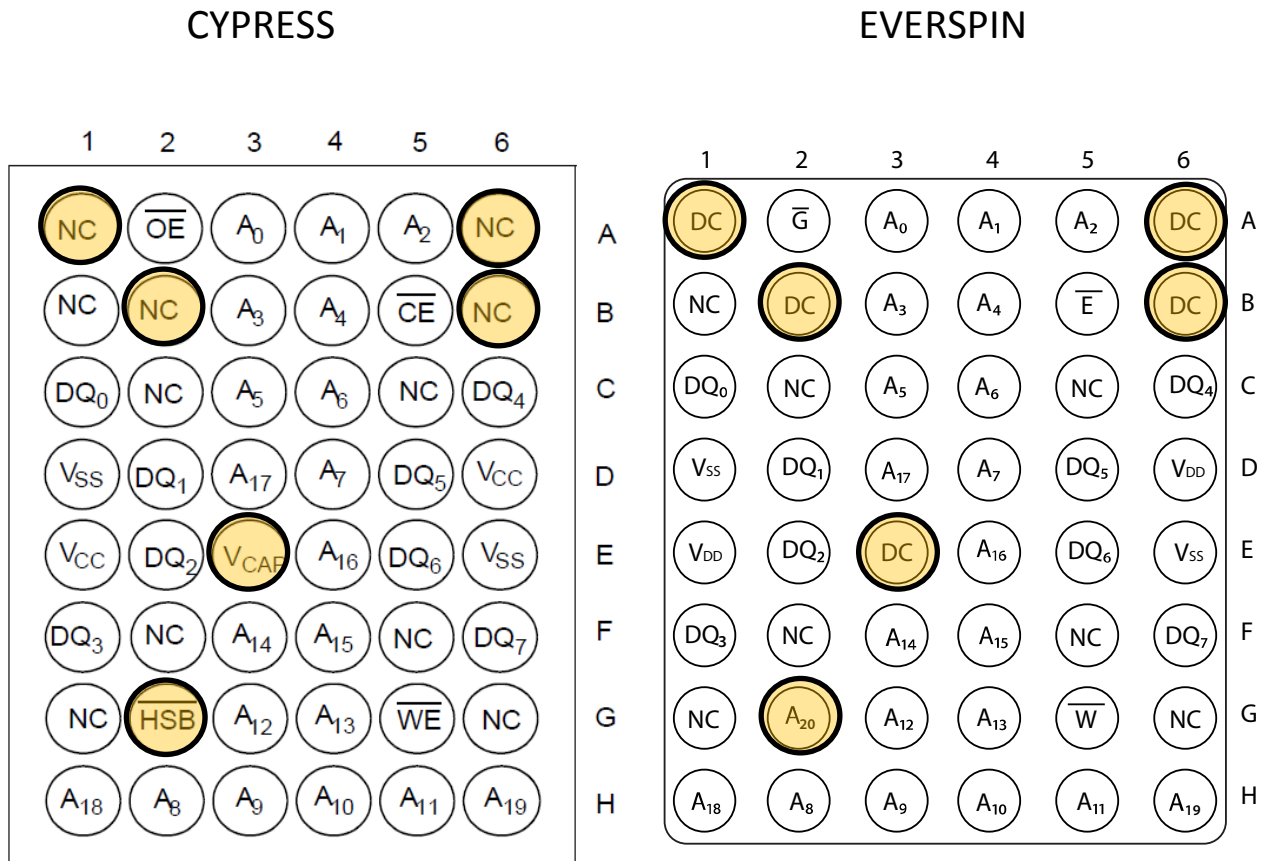 CYPRESS
1 2 3 4 5 6
NC O̅E̅ A₀ A₁ A₂ NC A
NC NC A₃ A₄ C̅E̅ NC B
DQ₀ NC A₅ A₆ NC DQ₄ C
VSS DQ₁ A₁₇ A₇ DQ₅ VCC D
VCC DQ₂ VCAP A₁₆ DQ₆ VSS E
DQ₃ NC A₁₄ A₁₅ NC DQ₇ F
NC H̅S̅B̅ A₁₂ A₁₃ W̅E̅ NC G
A₁₈ A₈ A₉ A₁₀ A₁₁ A₁₉ H
EVERSPIN
1 2 3 4 5 6
DC G̅ A₀ A₁ A₂ DC A
NC DC A₃ A₄ E̅ DC B
DQ₀ NC A₅ A₆ NC DQ₄ C
VSS DQ₁ A₁₇ A₇ DQ₅ VDD D
VDD DQ₂ DC A₁₆ DQ₆ VSS E
DQ₃ NC A₁₄ A₁₅ NC DQ₇ F
NC A₂₀ A₁₂ A₁₃ W̅ NC G
A₁₈ A₈ A₉ A₁₀ A₁₁ A₁₉ H